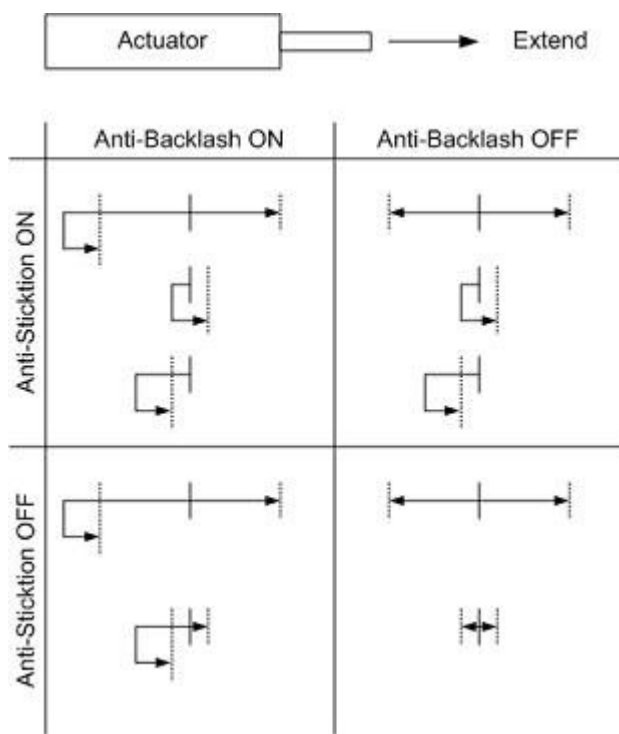 Actuator
Extend
Anti-Backlash ON
Anti-Backlash OFF
Anti-Sticktion ON
Anti-Sticktion OFF